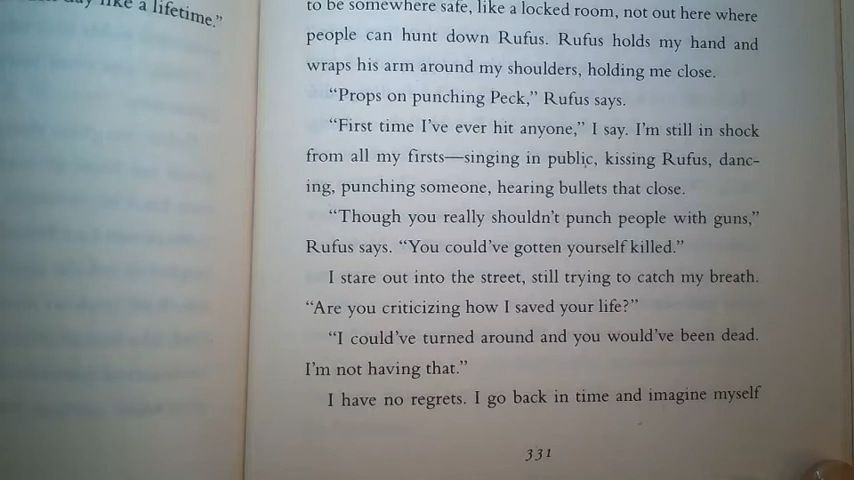 like a lifetime.”
to be somewhere safe, like a locked room, not out here where
people can hunt down Rufus. Rufus holds my hand and
wraps his arm around my shoulders, holding me close.
“Props on punching Peck,” Rufus says.
“First time I’ve ever hit anyone,” I say. I’m still in shock
from all my firsts—singing in public, kissing Rufus, danc-
ing, punching someone, hearing bullets that close.
“Though you really shouldn’t punch people with guns,”
Rufus says. “You could’ve gotten yourself killed.”
I stare out into the street, still trying to catch my breath.
“Are you criticizing how I saved your life?”
“I could’ve turned around and you would’ve been dead.
I’m not having that.”
I have no regrets. I go back in time and imagine myself
331